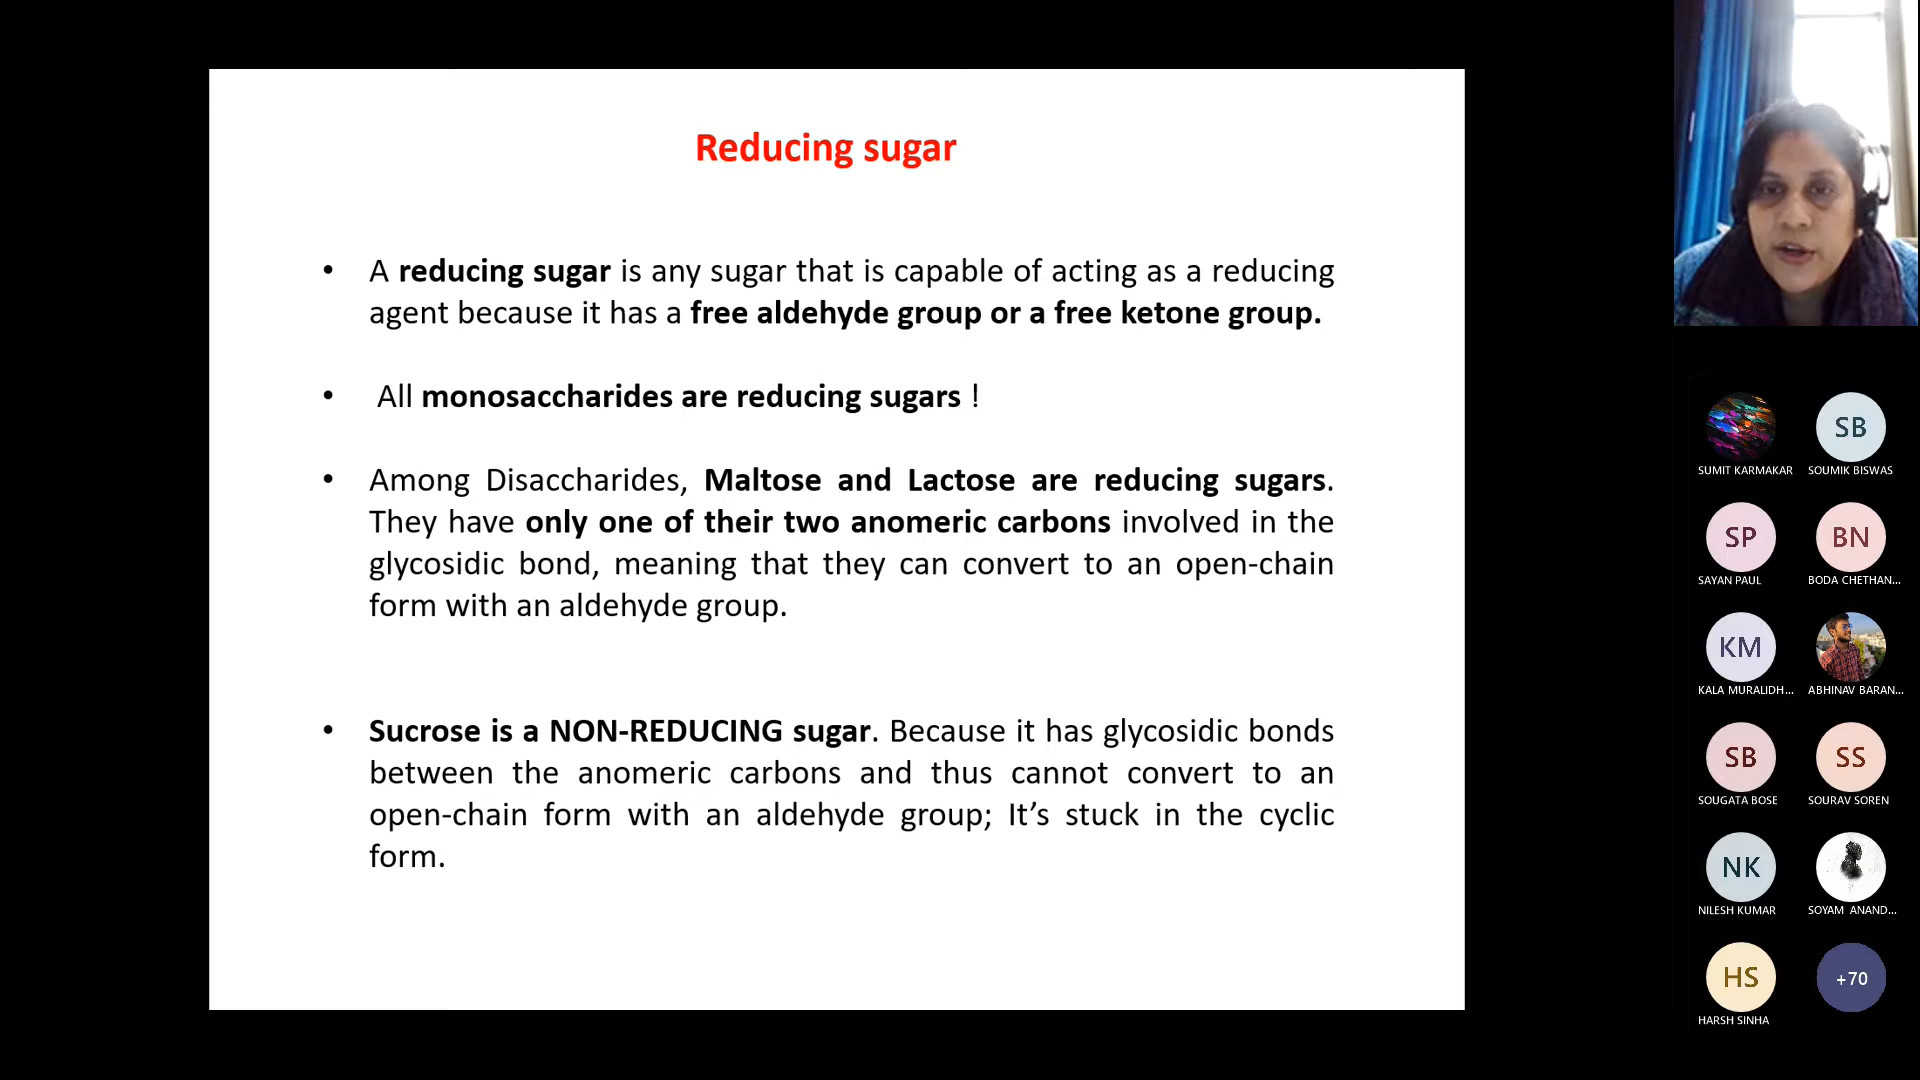 Reducing sugar
• A reducing sugar is any sugar that is capable of acting as a reducing
agent because it has a free aldehyde group or a free ketone group.
• All monosaccharides are reducing sugars !
• Among Disaccharides, Maltose and Lactose are reducing sugars.
They have only one of their two anomeric carbons involved in the
glycosidic bond, meaning that they can convert to an open-chain
form with an aldehyde group.
• Sucrose is a NON-REDUCING sugar. Because it has glycosidic bonds
between the anomeric carbons and thus cannot convert to an
open-chain form with an aldehyde group; It’s stuck in the cyclic
form.
SUMIT KARMAKAR
SB
SOUMIK BISWAS
SP
SAYAN PAUL
BN
BODA CHETHAN...
KM
KALA MURALIDH...
ABHINAV BARAN...
SB
SOUGATA BOSE
SS
SOURAV SOREN
NK
NILESH KUMAR
SOYAM ANAND...
HS
HARSH SINHA
+70